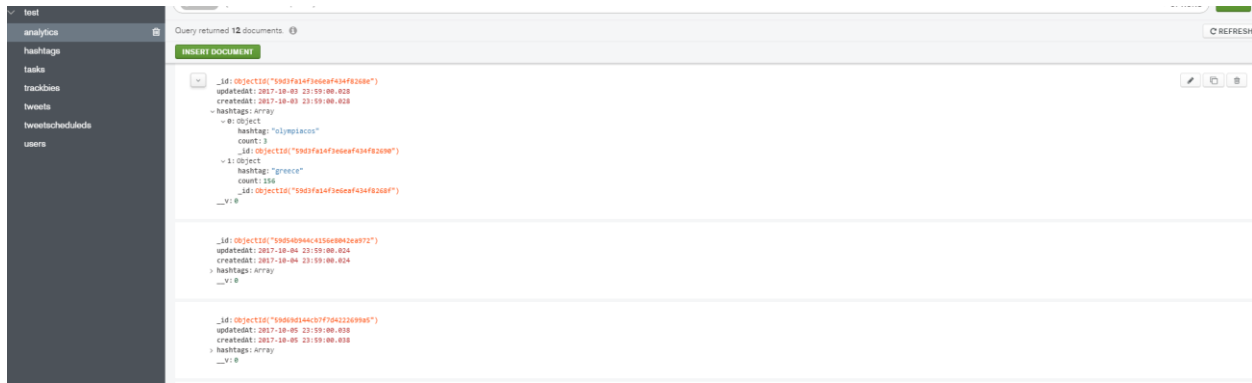 test
analytics
hashtags
tasks
trackbies
tweets
tweetscheduleds
users
Query returned 12 documents.
REFRESH
INSERT DOCUMENT
_id: ObjectId("59d3fa14f3e6eaf434f8268e")
updatedAt: 2017-10-03 23:59:00.028
createdAt: 2017-10-03 23:59:00.028
hashtags: Array
0: Object
hashtag: "olympiacos"
count: 3
_id: ObjectId("59d3fa14f3e6eaf434f82690")
1: Object
hashtag: "greece"
count: 156
_id: ObjectId("59d3fa14f3e6eaf434f8268f")
__v: 0
_id: ObjectId("59d54b944c4156e8042ea972")
updatedAt: 2017-10-04 23:59:00.024
createdAt: 2017-10-04 23:59:00.024
hashtags: Array
__v: 0
_id: ObjectId("59d69d144cb7f7d4222699a5")
updatedAt: 2017-10-05 23:59:00.038
createdAt: 2017-10-05 23:59:00.038
hashtags: Array
__v: 0